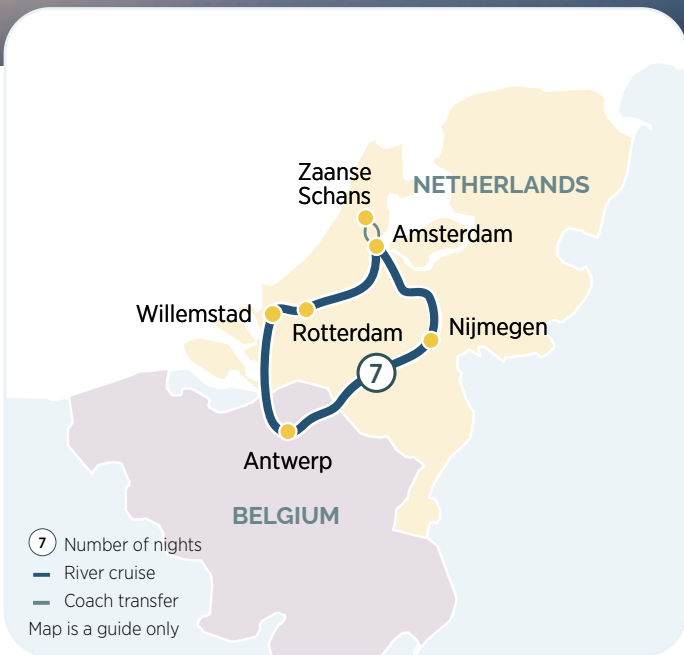 Zaanse
Schans
NETHERLANDS
Amsterdam
Willemstad
Rotterdam
Nijmegen
7
Antwerp
BELGIUM
7 Number of nights
River cruise
Coach transfer
Map is a guide only